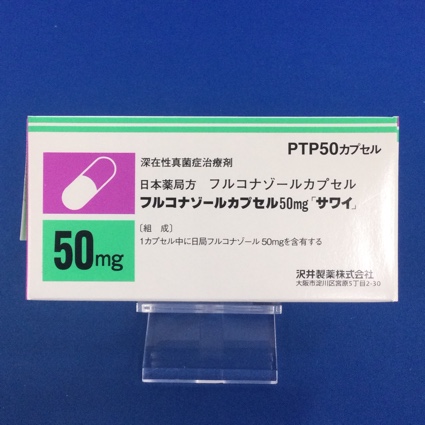 PTP50カプセル
深在性真菌症治療剤
日本薬局方 フルコナゾールカプセル
フルコナゾールカプセル50mg「サワイ」
〔組 成〕
1カプセル中に日局フルコナゾール50mgを含有する
50mg
沢井製薬株式会社
大阪市淀川区宮原5丁目2-30